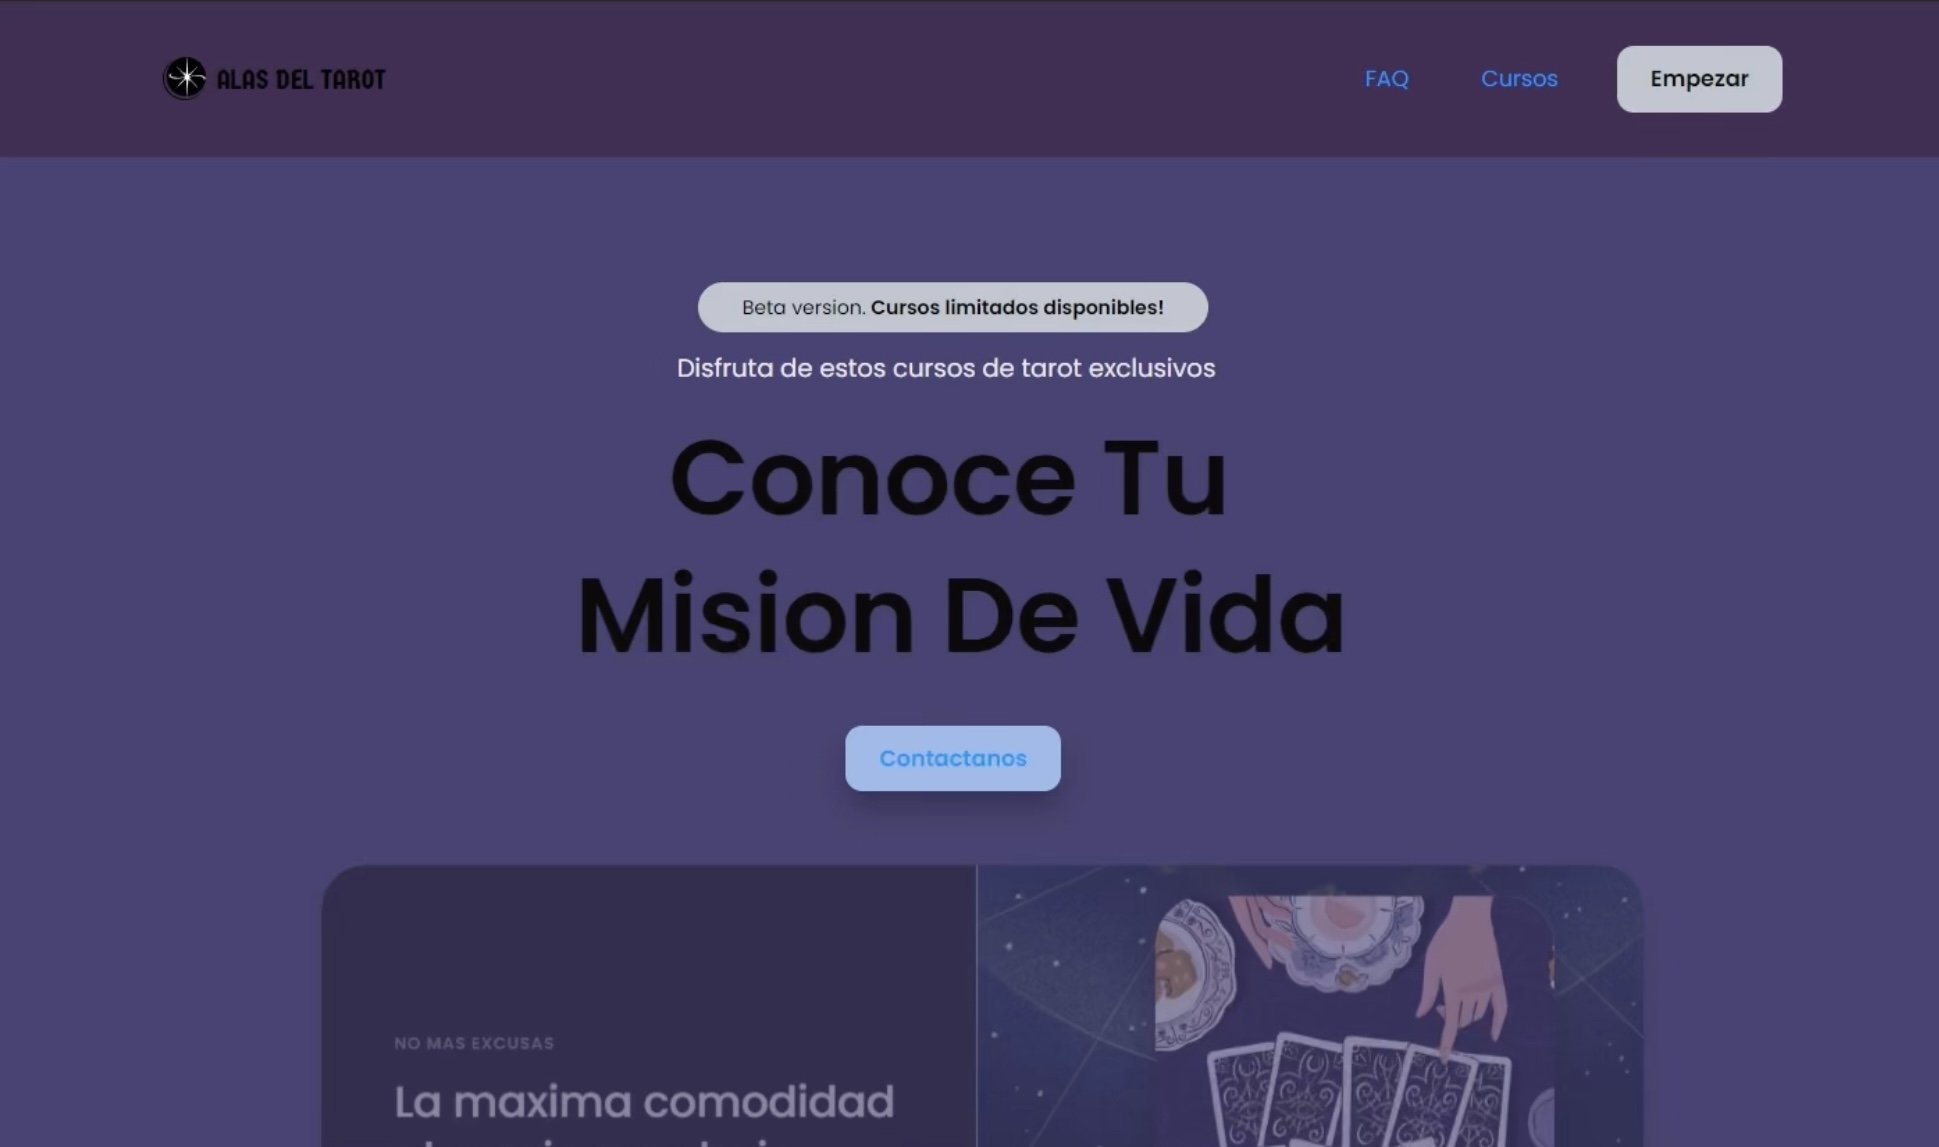 ALAS DEL TAROT
FAQ
Cursos
Empezar
Beta version. Cursos limitados disponibles!
Disfruta de estos cursos de tarot exclusivos
Conoce Tu
Mision De Vida
Contactanos
NO MAS EXCUSAS
La maxima comodidad